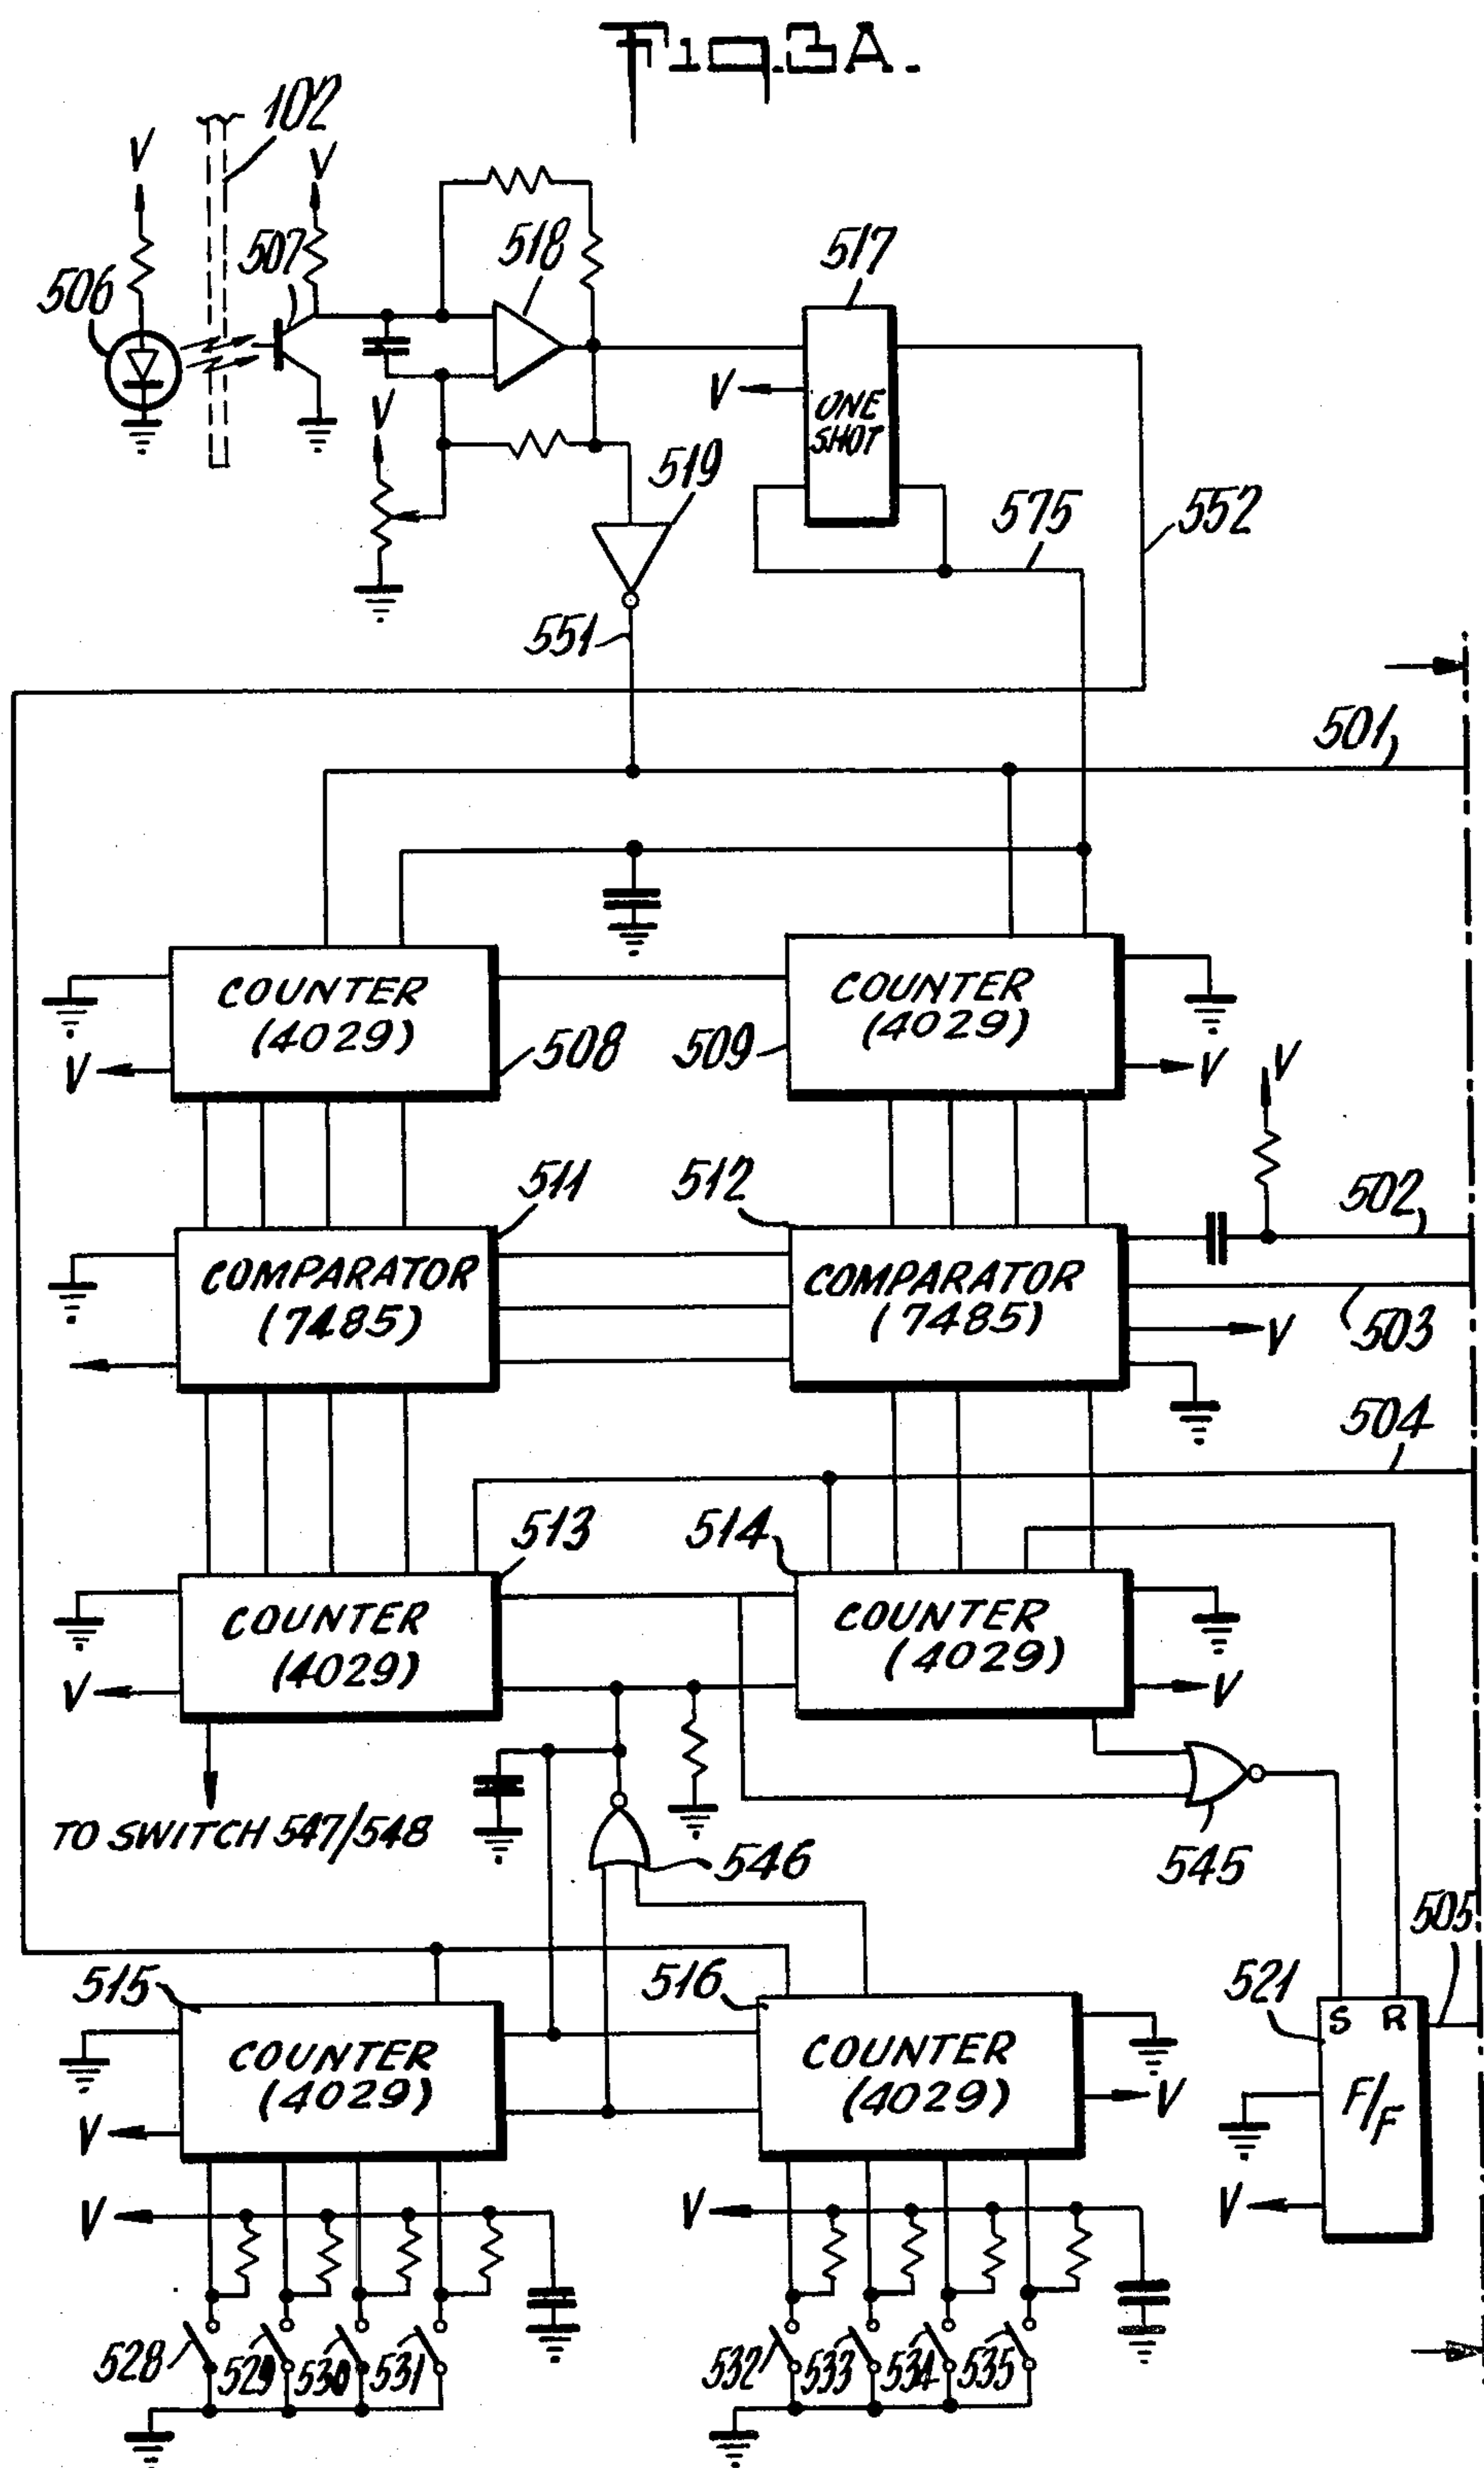 Fig. 3A.
102
V
V
507
518
517
506
V
V
ONE
SHOT
519
575
552
551
501
COUNTER
(4029)
COUNTER
(4029)
508
509
V
V
V
511
512
502
COMPARATOR
(7485)
COMPARATOR
(7485)
V
503
504
513
514
COUNTER
(4029)
COUNTER
(4029)
V
V
TO SWITCH 547/548
546
545
505
515
516
521
S R
COUNTER
(4029)
COUNTER
(4029)
F/F
V
V
V
V
V
528
529
530
531
532
533
534
535